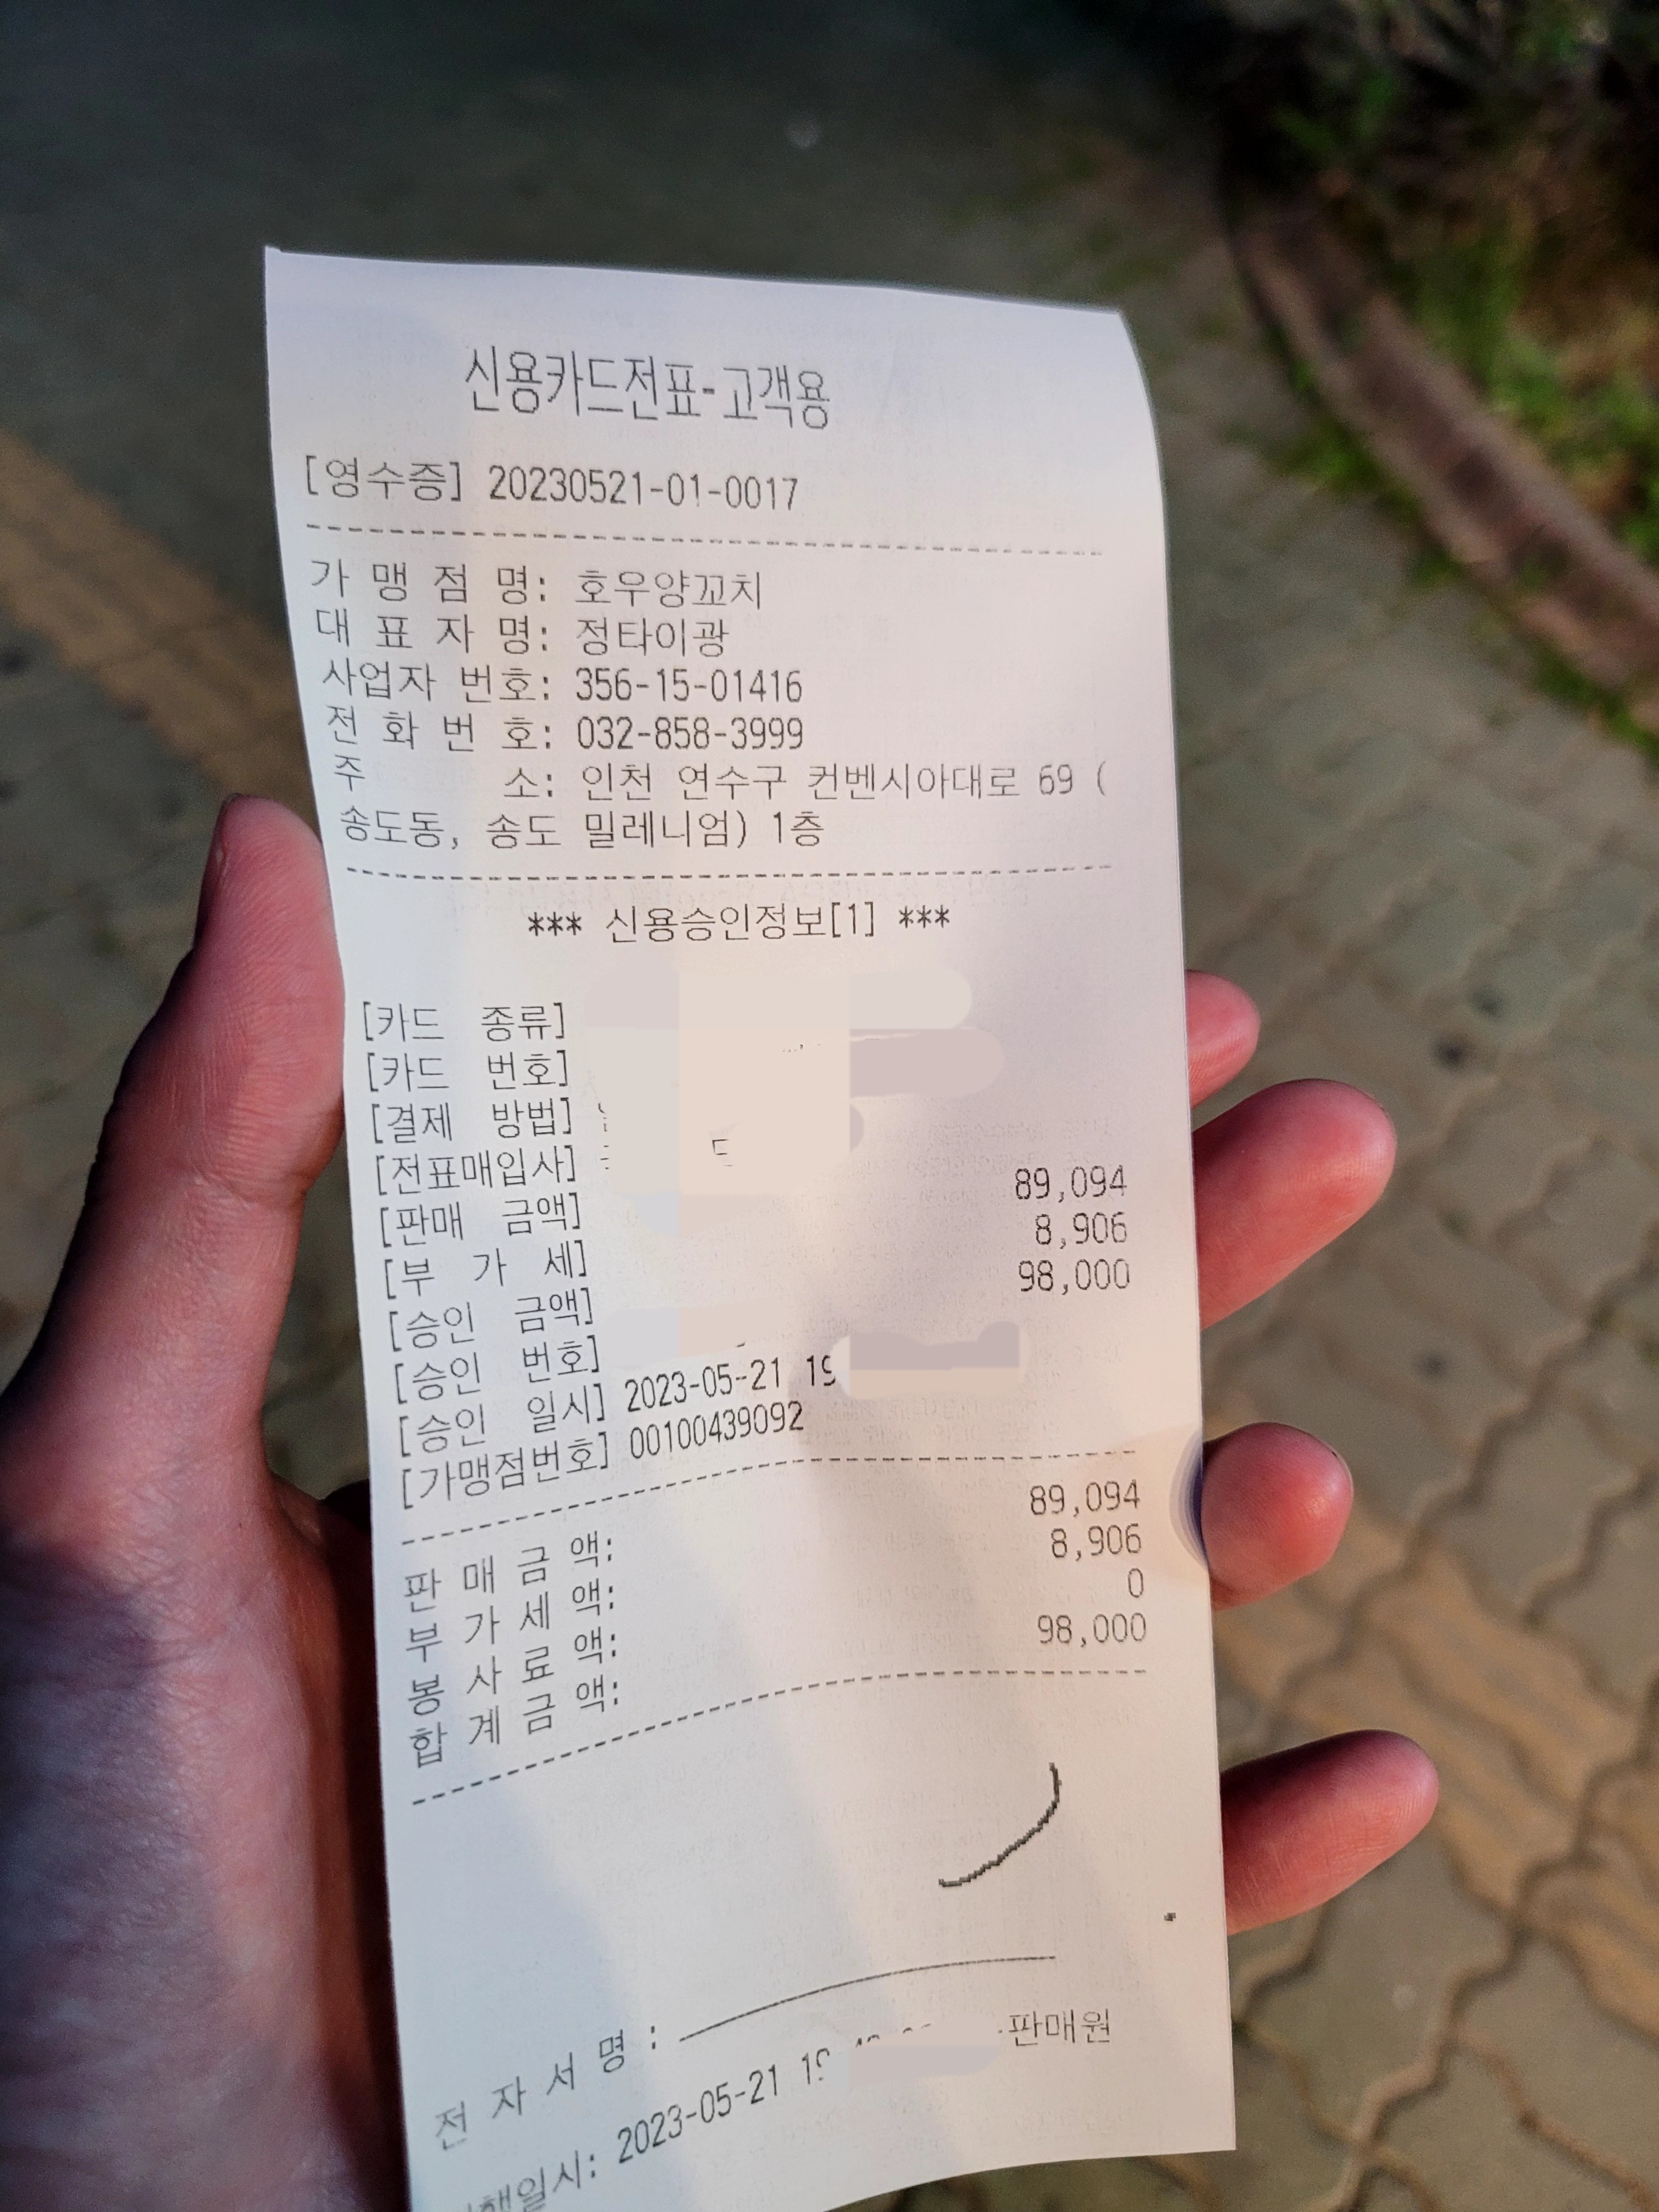 신용카드전표-고객용
[영수증] 20230521-01-0017
가 맹 점 명: 호우양꼬치
대 표 자 명: 정타이광
사업자 번호: 356-15-01416
전 화 번 호: 032-858-3999
주 소: 인천 연수구 컨벤시아대로 69 (
송도동, 송도 밀레니엄) 1층
*** 신용승인정보[1] ***
[카드 종류]
[카드 번호]
[결제 방법]
[전표매입사]
[판매 금액] 89,094
[부 가 세] 8,906
[승인 금액] 98,000
[승인 번호]
[승인 일시] 2023-05-21 19
[가맹점번호] 00100439092
판 매 금 액: 89,094
부 가 세 액: 8,906
봉 사 료 액: 0
합 계 금 액: 98,000
전 자 서 명 :
2023-05-21 판매원